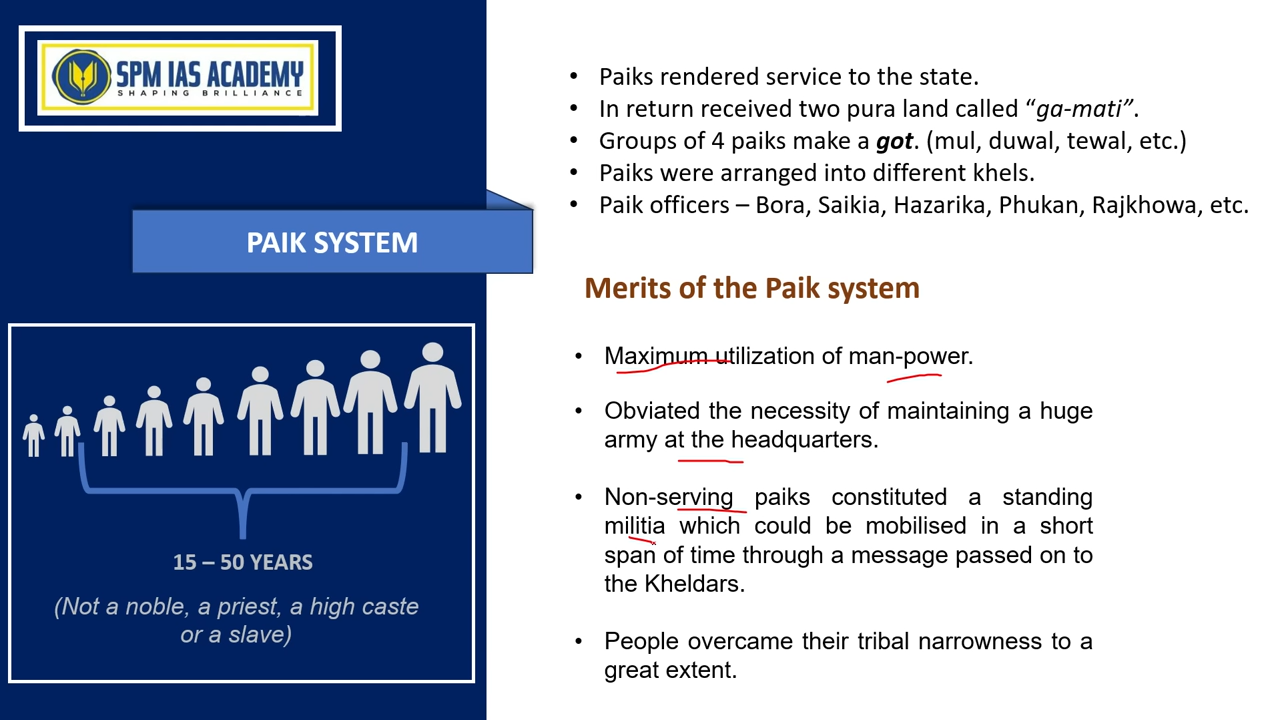 SPM IAS ACADEMY
SHAPING BRILLIANCE
PAIK SYSTEM
15 – 50 YEARS
(Not a noble, a priest, a high caste
or a slave)
• Paiks rendered service to the state.
• In return received two pura land called “ga-mati”.
• Groups of 4 paiks make a got. (mul, duwal, tewal, etc.)
• Paiks were arranged into different khels.
• Paik officers – Bora, Saikia, Hazarika, Phukan, Rajkhowa, etc.
Merits of the Paik system
• Maximum utilization of man-power.
• Obviated the necessity of maintaining a huge
army at the headquarters.
• Non-serving paiks constituted a standing
militia which could be mobilised in a short
span of time through a message passed on to
the Kheldars.
• People overcame their tribal narrowness to a
great extent.